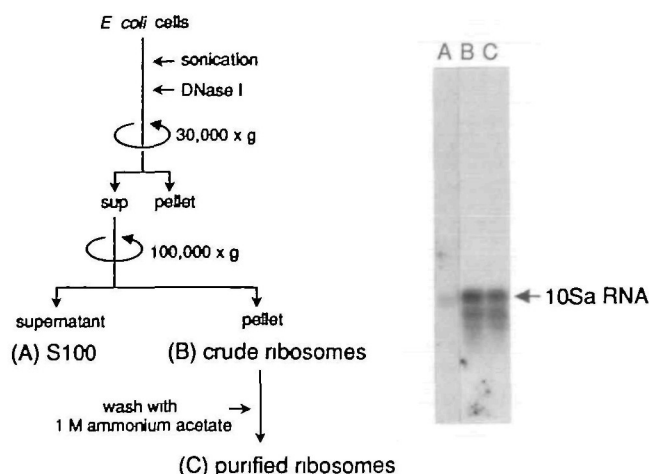 E coli cells
sonication
DNase I
30,000 x g
sup pellet
100,000 x g
supernatant pellet
(A) S100 (B) crude ribosomes
wash with
1 M ammonium acetate
(C) purified ribosomes
A B C
10Sa RNA